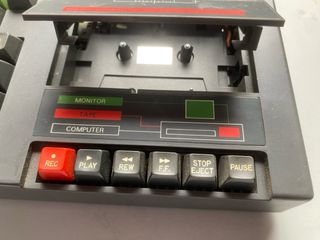 MONITOR
TAPE
COMPUTER
REC
PLAY
REW
F.F.
STOP
EJECT
PAUSE